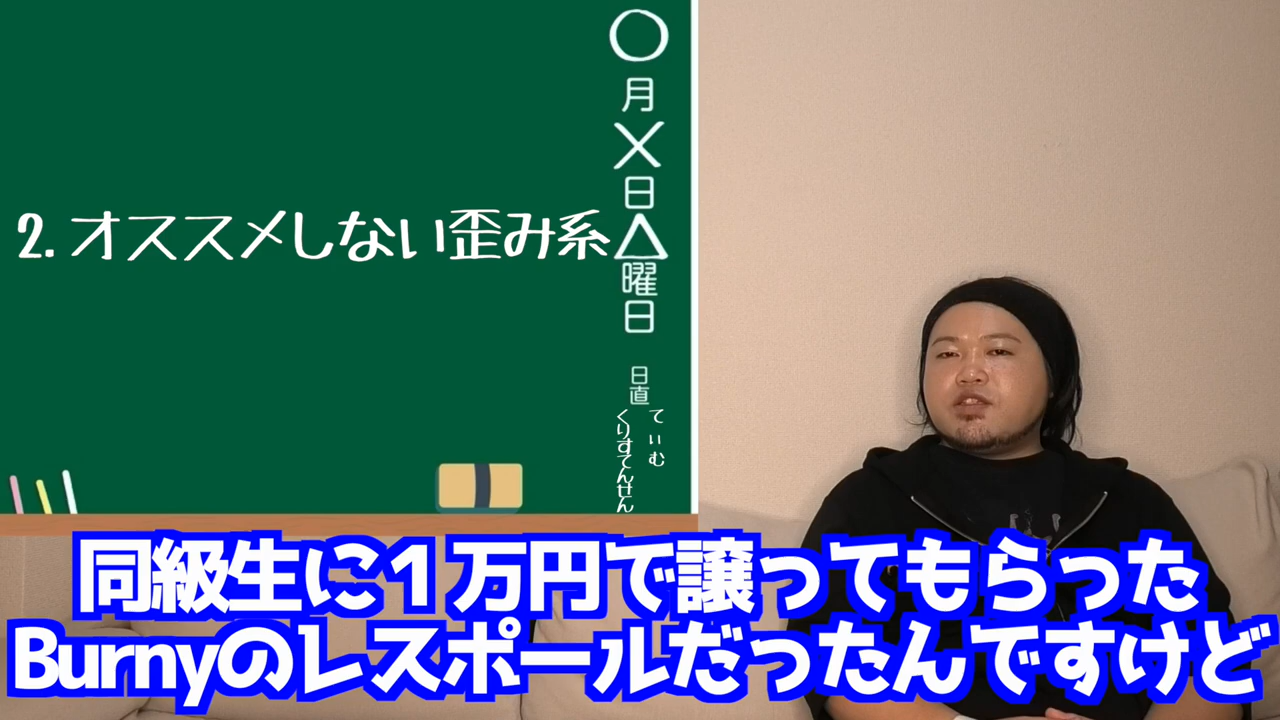 2. オススメしない歪み系
〇月×日△曜日
日直
てぃむ
くりすてんせん
同級生に1万円で譲ってもらった
Burnyのレスポールだったんですけど